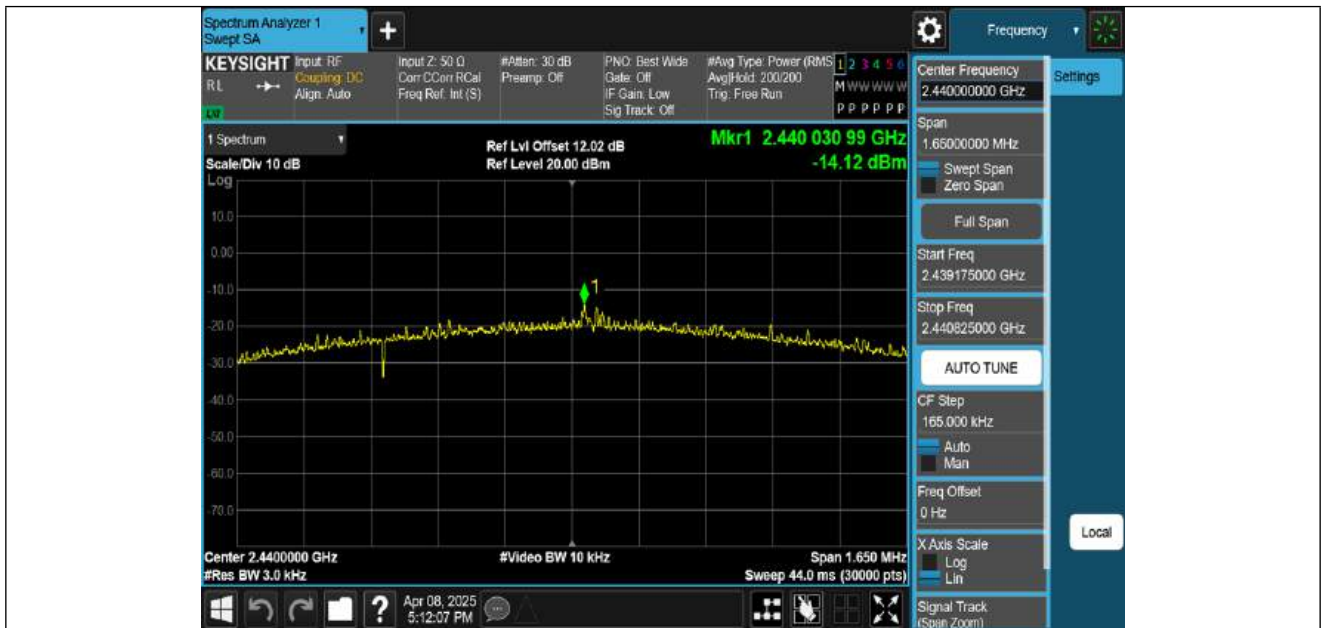 Spectrum Analyzer 1
Swept SA
+
Frequency
KEYSIGHT
RL
Input: RF
Coupling: DC
Align: Auto
Input Z: 50 Ω
Corr CCorr RCal
Freq Ref: Int (S)
#Atten: 30 dB
Preamp: Off
PNO: Best Wide
Gate: Off
IF Gain: Low
Sig Track: Off
#Avg Type: Power (RMS
Avg|Hold: 200/200
Trig: Free Run
1 2 3 4 5 6
M W W W W W
P P P P P P
1 Spectrum
Scale/Div 10 dB
Log
Ref Lvl Offset 12.02 dB
Ref Level 20.00 dBm
Mkr1 2.440 030 99 GHz
-14.12 dBm
10.0
0.00
-10.0
-20.0
-30.0
-40.0
-50.0
-60.0
-70.0
1
Center 2.4400000 GHz
#Res BW 3.0 kHz
#Video BW 10 kHz
Span 1.650 MHz
Sweep 44.0 ms (30000 pts)
Center Frequency
2.440000000 GHz
Span
1.65000000 MHz
Swept Span
Zero Span
Full Span
Start Freq
2.439175000 GHz
Stop Freq
2.440825000 GHz
AUTO TUNE
CF Step
165.000 kHz
Auto
Man
Freq Offset
0 Hz
X Axis Scale
Log
Lin
Signal Track
(Span Zoom)
Settings
Local
?
Apr 08, 2025
5:12:07 PM